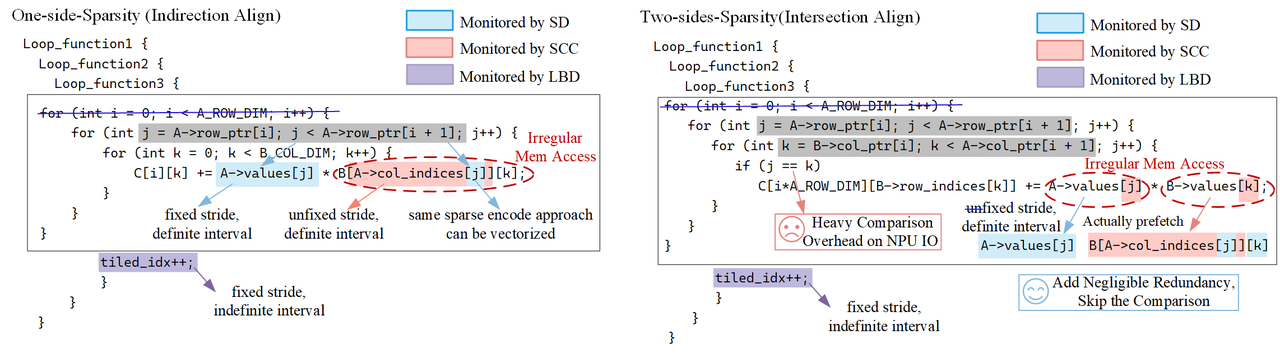 One-side-Sparsity (Indirection Align)
Monitored by SD
Monitored by SCC
Monitored by LBD
Loop_function1 {
Loop_function2 {
Loop_function3 {
for (int i = 0; i < A_ROW_DIM; i++) {
for (int j = A->row_ptr[i]; j < A->row_ptr[i + 1]; j++) {
for (int k = 0; k < B_COL_DIM; k++) {
Irregular
Mem Access
C[i][k] += A->values[j] * B[A->col_indices[j]][k];
}
}
}
fixed stride,
definite interval
unfixed stride,
definite interval
same sparse encode approach
can be vectorized
tiled_idx++;
}
}
}
fixed stride,
indefinite interval
Two-sides-Sparsity(Intersection Align)
Monitored by SD
Monitored by SCC
Monitored by LBD
Loop_function1 {
Loop_function2 {
Loop_function3 {
for (int i = 0; i < A_ROW_DIM; i++) {
for (int j = A->row_ptr[i]; j < A->row_ptr[i + 1]; j++) {
for (int k = B->col_ptr[i]; k < A->col_ptr[i + 1]; j++) {
if (j == k)
Irregular Mem Access
C[i*A_ROW_DIM][B->row_indices[k]] += A->values[j] * B->values[k];
}
}
}
Heavy Comparison
Overhead on NPU IO
unfixed stride,
definite interval
Actually prefetch
A->values[j]
B[A->col_indices[j]][k]
tiled_idx++;
}
}
}
fixed stride,
indefinite interval
Add Negligible Redundancy,
Skip the Comparison